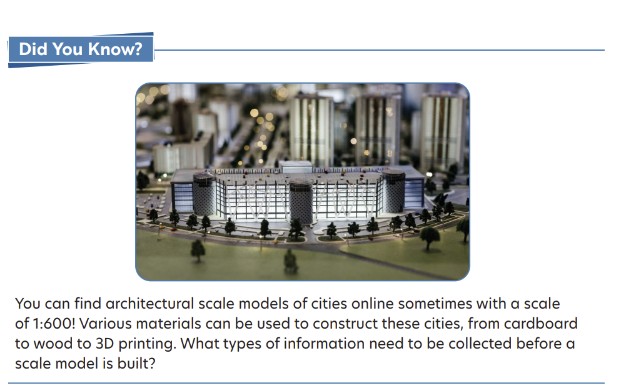 Did You Know?
You can find architectural scale models of cities online sometimes with a scale
of 1:600! Various materials can be used to construct these cities, from cardboard
to wood to 3D printing. What types of information need to be collected before a
scale model is built?